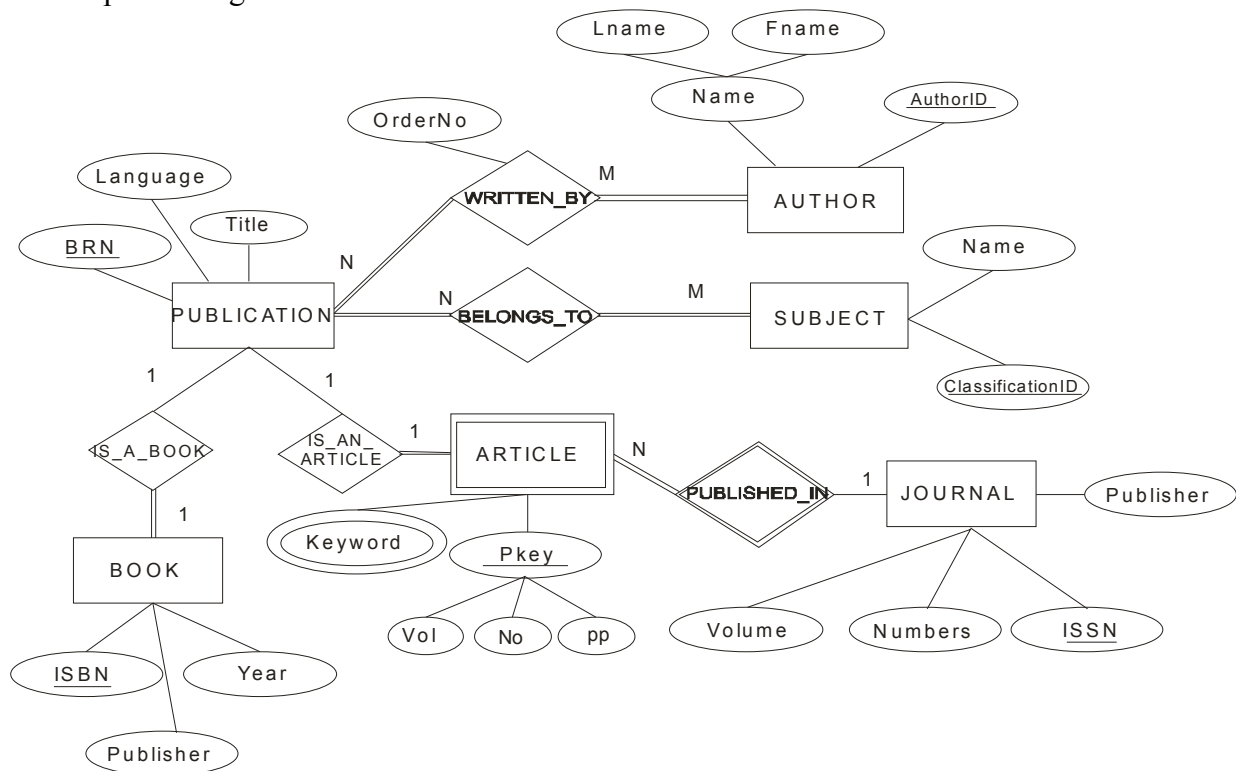 Lname
Fname
Name
AuthorID
OrderNo
M
WRITTEN_BY
AUTHOR
Language
Title
BRN
N
Name
PUBLICATION
N
BELONGS_TO
M
SUBJECT
ClassificationID
1
1
IS_A_BOOK
IS_AN_
ARTICLE
1
ARTICLE
N
PUBLISHED_IN
1
JOURNAL
Publisher
1
BOOK
Keyword
Pkey
Vol
No
pp
Volume
Numbers
ISSN
ISBN
Year
Publisher